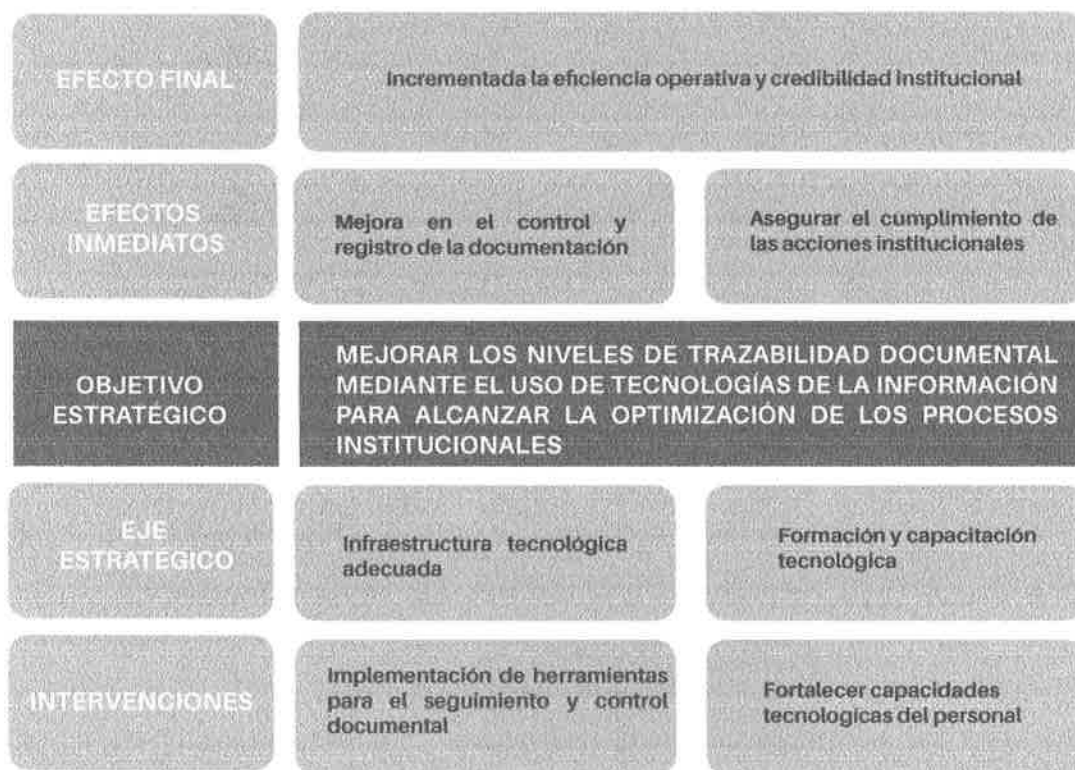 EFECTO FINAL
Incrementada la eficiencia operativa y credibilidad institucional
EFECTOS
INMEDIATOS
Mejora en el control y
registro de la documentación
Asegurar el cumplimiento de
las acciones institucionales
OBJETIVO
ESTRATÉGICO
MEJORAR LOS NIVELES DE TRAZABILIDAD DOCUMENTAL
MEDIANTE EL USO DE TECNOLOGÍAS DE LA INFORMACIÓN
PARA ALCANZAR LA OPTIMIZACIÓN DE LOS PROCESOS
INSTITUCIONALES
EJE
ESTRATÉGICO
Infraestructura tecnológica
adecuada
Formación y capacitación
tecnológica
INTERVENCIONES
Implementación de herramientas
para el seguimiento y control
documental
Fortalecer capacidades
tecnologicas del personal